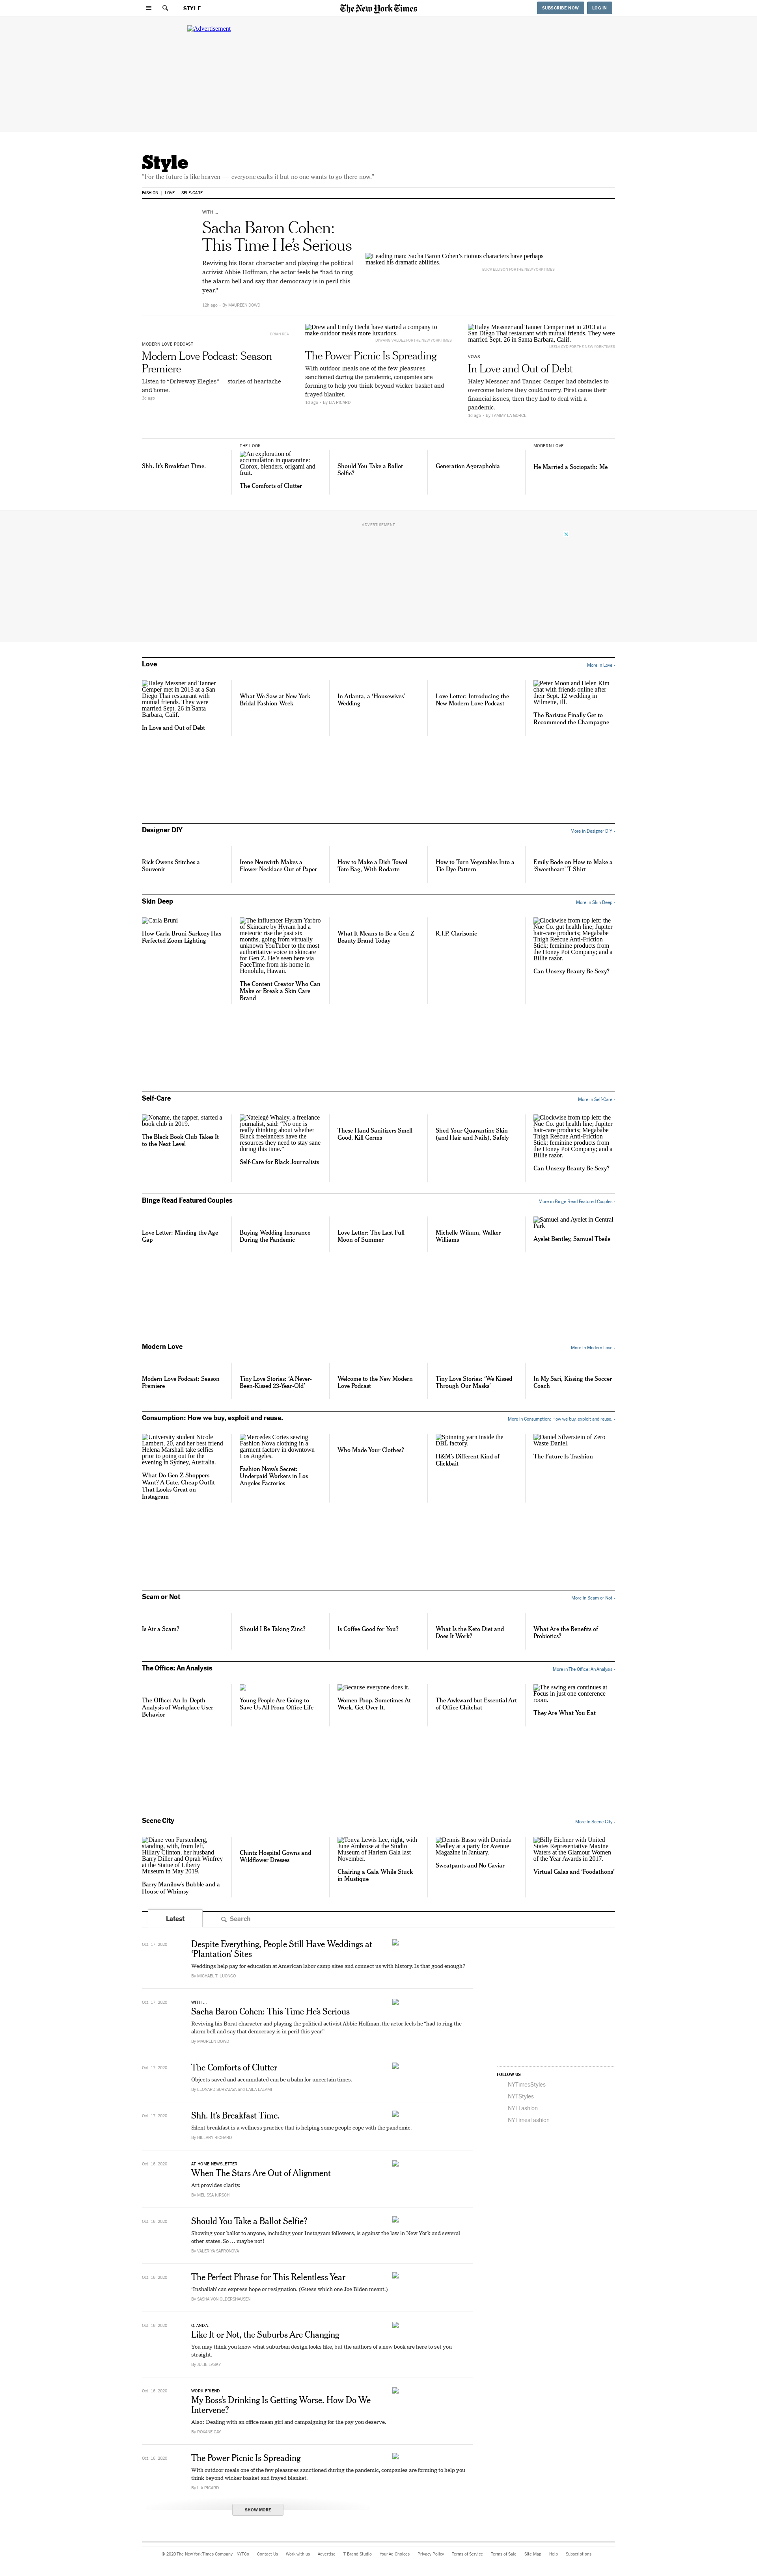 STYLE
The New York Times
SUBSCRIBE NOW
LOG IN
Advertisement
Style
"For the future is like heaven — everyone exalts it but no one wants to go there now."
FASHION
LOVE
SELF-CARE
WITH ...
Sacha Baron Cohen:
This Time He's Serious
Reviving his Borat character and playing the political
activist Abbie Hoffman, the actor feels he "had to ring
the alarm bell and say that democracy is in peril this
year."
12h ago - By MAUREEN DOWD
Leading man: Sacha Baron Cohen's riotous characters have perhaps
masked his dramatic abilities.
Brian Rea
MODERN LOVE PODCAST
Modern Love Podcast: Season
Premiere
Listen to "Driveway Elegies" — stories of heartache
and home.
3d ago
Drew and Emily Hecht have started a company to
make outdoor meals more luxurious.
The Power Picnic Is Spreading
With outdoor meals one of the few pleasures
sanctioned during the pandemic, companies are
forming to help you think beyond wicker basket and
frayed blanket.
1d ago - By LIA PICARD
Haley Messner and Tanner Cemper met in 2013 at a
San Diego Thai restaurant with mutual friends. They were
married Sept. 26 in Santa Barbara, Calif.
VOWS
In Love and Out of Debt
Haley Messner and Tanner Cemper had obstacles to
overcome before they could marry. First came their
financial issues, then they had to deal with a
pandemic.
1d ago - By TAMMY LA GORCE
Shh. It's Breakfast Time.
THE LOOK
An exploration of
accumulation in quarantine:
Clorox, blenders, origami and
fruit.
The Comforts of Clutter
Should You Take a Ballot
Selfie?
Generation Agoraphobia
MODERN LOVE
He Married a Sociopath: Me
ADVERTISEMENT
Love
More in Love ›
Haley Messner and Tanner
Cemper met in 2013 at a San
Diego Thai restaurant with
mutual friends. They were
married Sept. 26 in Santa
Barbara, Calif.
In Love and Out of Debt
What We Saw at New York
Bridal Fashion Week
In Atlanta, a 'Housewives'
Wedding
Love Letter: Introducing the
New Modern Love Podcast
Peter Moon and Helen Kim
chat with friends online after
their Sept. 12 wedding in
Wilmette, Ill.
The Baristas Finally Get to
Recommend the Champagne
Designer DIY
More in Designer DIY ›
Rick Owens Stitches a
Souvenir
Irene Neuwirth Makes a
Flower Necklace Out of Paper
How to Make a Dish Towel
Tote Bag, With Rodarte
How to Turn Vegetables Into a
Tie-Dye Pattern
Emily Bode on How to Make a
'Sweetheart' T-Shirt
Skin Deep
More in Skin Deep ›
Carla Bruni
How Carla Bruni-Sarkozy Has
Perfected Zoom Lighting
The influencer Hyram Yarbro
of Skincare by Hyram had a
meteoric rise the past six
months, going from virtually
unknown YouTuber to the most
authoritative voice in skincare
for Gen Z. He's seen here via
FaceTime from his home in
Honolulu, Hawaii.
The Content Creator Who Can
Make or Break a Skin Care
Brand
What It Means to Be a Gen Z
Beauty Brand Today
R.I.P. Clarisonic
Clockwise from top left: the
Nue Co. gut health line; Jupiter
hair-care products; Megababe
Thigh Rescue Anti-Friction
Stick; feminine products from
the Honey Pot Company; and a
Billie razor.
Can Unsexy Beauty Be Sexy?
Self-Care
More in Self-Care ›
Noname, the rapper, started a
book club in 2019.
The Black Book Club Takes It
to the Next Level
Natelegé Whaley, a freelance
journalist, said: "No one is
really thinking about whether
Black freelancers have the
resources they need to stay sane
during this time."
Self-Care for Black Journalists
These Hand Sanitizers Smell
Good, Kill Germs
Shed Your Quarantine Skin
(and Hair and Nails), Safely
Clockwise from top left: the
Nue Co. gut health line; Jupiter
hair-care products; Megababe
Thigh Rescue Anti-Friction
Stick; feminine products from
the Honey Pot Company; and a
Billie razor.
Can Unsexy Beauty Be Sexy?
Binge Read Featured Couples
More in Binge Read Featured Couples ›
Love Letter: Minding the Age
Gap
Buying Wedding Insurance
During the Pandemic
Love Letter: The Last Full
Moon of Summer
Michelle Wikum, Walker
Williams
Samuel and Ayelet in Central
Park
Ayelet Bentley, Samuel Tbeile
Modern Love
More in Modern Love ›
Modern Love Podcast: Season
Premiere
Tiny Love Stories: 'A Never-
Been-Kissed 23-Year-Old'
Welcome to the New Modern
Love Podcast
Tiny Love Stories: 'We Kissed
Through Our Masks'
In My Sari, Kissing the Soccer
Coach
Consumption: How we buy, exploit and reuse.
More in Consumption: How we buy, exploit and reuse. ›
University student Nicole
Lambert, 20, and her best friend
Helena Marshall take selfies
prior to going out for the
evening in Sydney, Australia.
What Do Gen Z Shoppers
Want? A Cute, Cheap Outfit
That Looks Great on
Instagram
Mercedes Cortes sewing
Fashion Nova clothing in a
garment factory in downtown
Los Angeles.
Fashion Nova's Secret:
Underpaid Workers in Los
Angeles Factories
Who Made Your Clothes?
Spinning yarn inside the
DBL factory.
H&M's Different Kind of
Clickbait
Daniel Silverstein of Zero
Waste Daniel.
The Future Is Trashion
Scam or Not
More in Scam or Not ›
Is Air a Scam?
Should I Be Taking Zinc?
Is Coffee Good for You?
What Is the Keto Diet and
Does It Work?
What Are the Benefits of
Probiotics?
The Office: An Analysis
More in The Office: An Analysis ›
The Office: An In-Depth
Analysis of Workplace User
Behavior
Young People Are Going to
Save Us All From Office Life
Because everyone does it.
Women Poop. Sometimes At
Work. Get Over It.
The Awkward but Essential Art
of Office Chitchat
The swing era continues at
Focus in just one conference
room.
They Are What You Eat
Scene City
More in Scene City ›
Diane von Furstenberg,
standing, with, from left,
Hillary Clinton, her husband
Barry Diller and Oprah Winfrey
at the Statue of Liberty
Museum in May 2019.
Barry Manilow's Bubble and a
House of Whimsy
Chintz Hospital Gowns and
Wildflower Dresses
Tonya Lewis Lee, right, with
June Ambrose at the Studio
Museum of Harlem Gala last
November.
Chairing a Gala While Stuck
in Mustique
Dennis Basso with Dorinda
Medley at a party for Avenue
Magazine in January.
Sweatpants and No Caviar
Billy Eichner with United
States Representative Maxine
Waters at the Glamour Women
of the Year Awards in 2017.
Virtual Galas and 'Foodathons'
Latest
Search
Oct. 17, 2020
Despite Everything, People Still Have Weddings at
'Plantation' Sites
Weddings help pay for education at American labor camp sites and connect us with history. Is that good enough?
By MICHAEL T. LUONGO
Oct. 17, 2020
WITH ...
Sacha Baron Cohen: This Time He's Serious
Reviving his Borat character and playing the political activist Abbie Hoffman, the actor feels he "had to ring the
alarm bell and say that democracy is in peril this year."
By MAUREEN DOWD
Oct. 17, 2020
The Comforts of Clutter
Objects saved and accumulated can be a balm for uncertain times.
Oct. 17, 2020
Shh. It's Breakfast Time.
Silent breakfast is a wellness practice that is helping some people cope with the pandemic.
By HILLARY RICHARD
Oct. 16, 2020
AT HOME NEWSLETTER
When The Stars Are Out of Alignment
Art provides clarity.
By MELISSA KIRSCH
Oct. 16, 2020
Should You Take a Ballot Selfie?
Showing your ballot to anyone, including your Instagram followers, is against the law in New York and several
other states. So … maybe not!
By VALERIYA SAFRONOVA
Oct. 16, 2020
The Perfect Phrase for This Relentless Year
'Inshallah' can express hope or resignation. (Guess which one Joe Biden meant.)
Oct. 16, 2020
Q. AND A.
Like It or Not, the Suburbs Are Changing
You may think you know what suburban design looks like, but the authors of a new book are here to set you
straight.
By JULIE LASKY
Oct. 16, 2020
WORK FRIEND
My Boss's Drinking Is Getting Worse. How Do We
Intervene?
Also: Dealing with an office mean girl and campaigning for the pay you deserve.
By ROXANE GAY
Oct. 16, 2020
The Power Picnic Is Spreading
With outdoor meals one of the few pleasures sanctioned during the pandemic, companies are forming to help you
think beyond wicker basket and frayed blanket.
By LIA PICARD
SHOW MORE
FOLLOW US
NYTimesStyles
NYTStyles
NYTFashion
NYTimesFashion
© 2020 The New York Times Company
NYTCo
Contact Us
Work with us
Advertise
T Brand Studio
Your Ad Choices
Privacy Policy
Terms of Service
Terms of Sale
Site Map
Help
Subscriptions